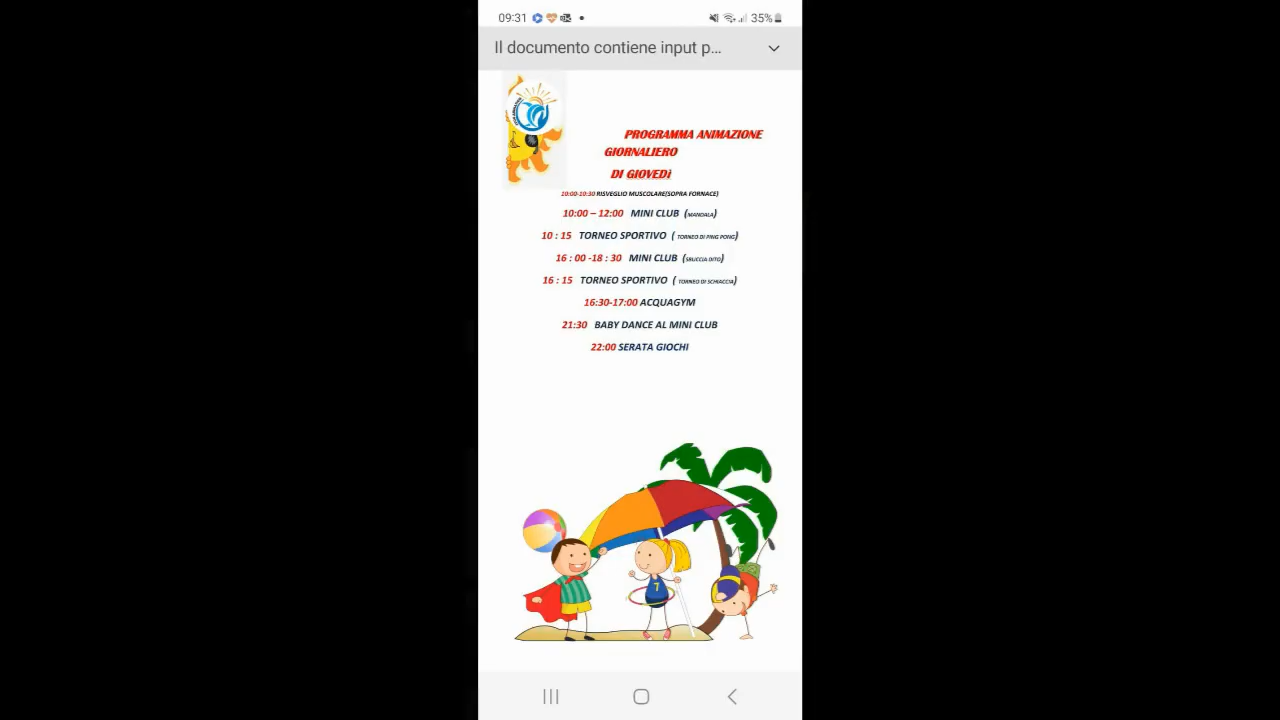 09:31 35%
Il documento contiene input p...
PROGRAMMA ANIMAZIONE
GIORNALIERO
DI GIOVEDì
10:00-10:30 RISVEGLIO MUSCOLARE(SOPRA FORNACE)
10:00 – 12:00 MINI CLUB (MANDALA)
10 : 15 TORNEO SPORTIVO ( TORNEO DI PING PONG)
16 : 00 -18 : 30 MINI CLUB (SBUCCIA DITO)
16 : 15 TORNEO SPORTIVO ( TORNEO DI SCHIACCIA)
16:30-17:00 ACQUAGYM
21:30 BABY DANCE AL MINI CLUB
22:00 SERATA GIOCHI
7